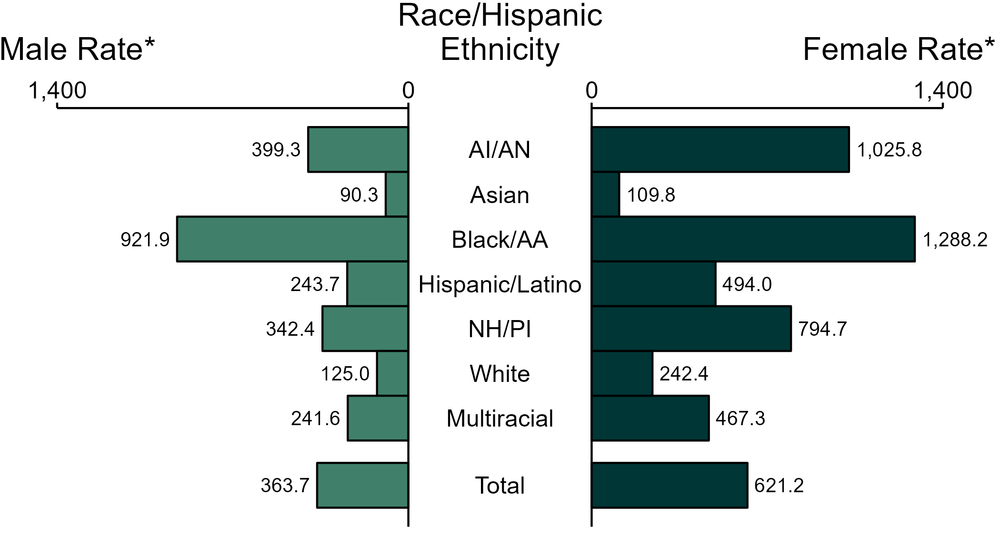 Race/Hispanic
Male Rate* Ethnicity Female Rate*
1,400 0 0 1,400
399.3 AI/AN 1,025.8
90.3 Asian 109.8
921.9 Black/AA 1,288.2
243.7 Hispanic/Latino 494.0
342.4 NH/PI 794.7
125.0 White 242.4
241.6 Multiracial 467.3
363.7 Total 621.2